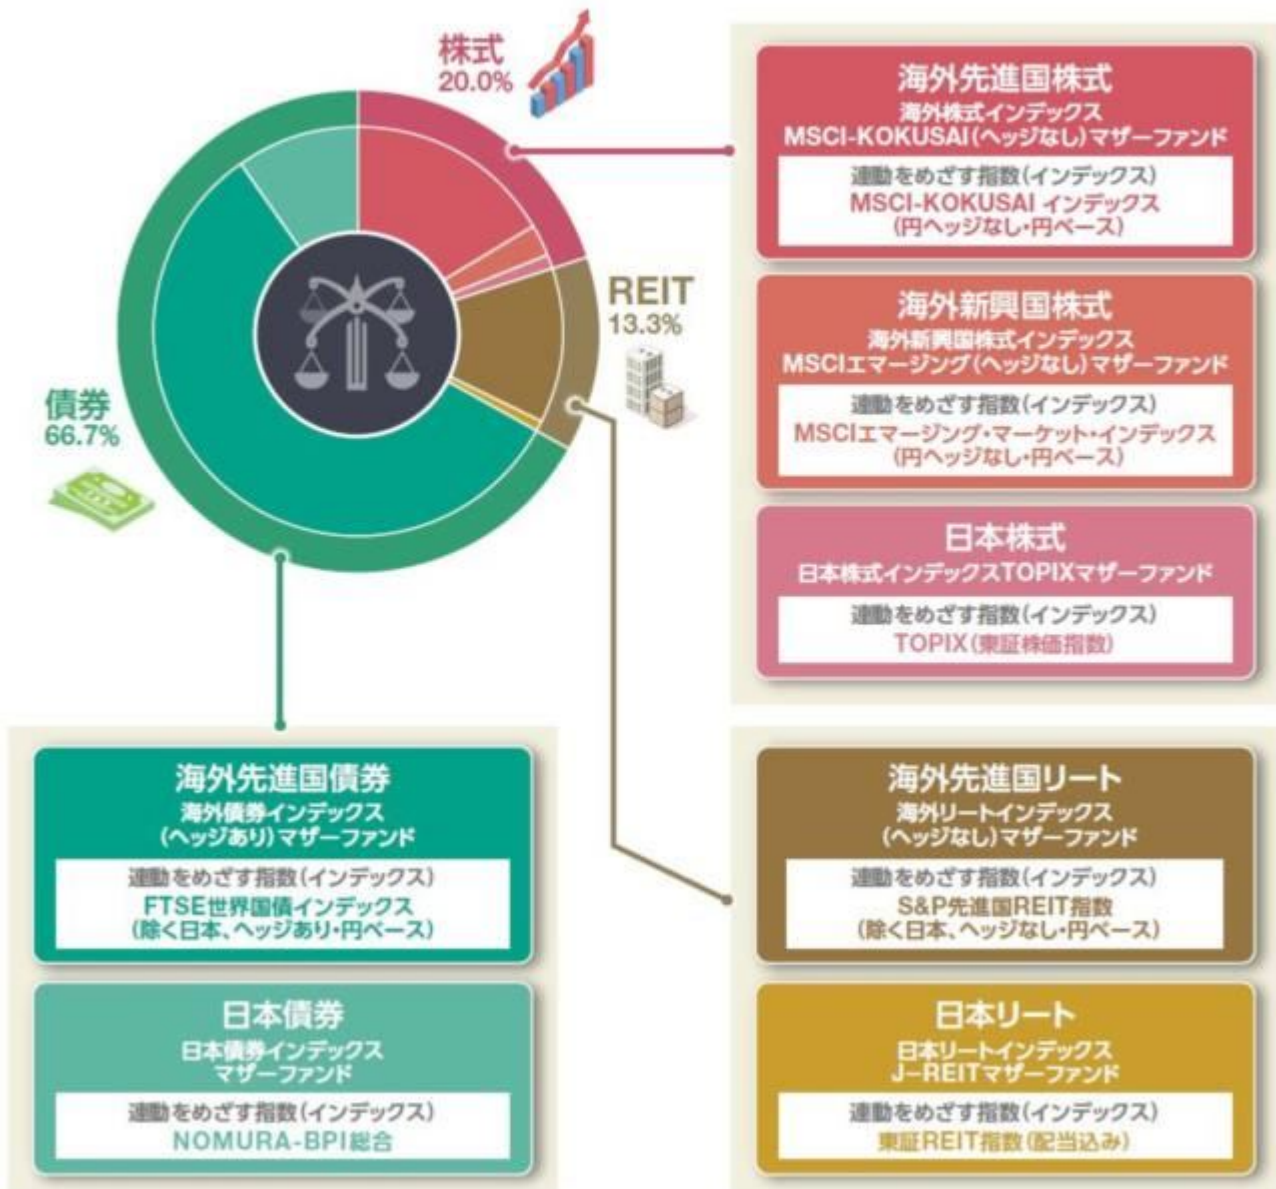 株式
20.0%
REIT
13.3%
債券
66.7%
海外先進国株式
海外株式インデックス
MSCI-KOKUSAI(ヘッジなし)マザーファンド
連動をめざす指数(インデックス)
MSCI-KOKUSAI インデックス
(円ヘッジなし・円ベース)
海外新興国株式
海外新興国株式インデックス
MSCIエマージング(ヘッジなし)マザーファンド
連動をめざす指数(インデックス)
MSCIエマージング・マーケット・インデックス
(円ヘッジなし・円ベース)
日本株式
日本株式インデックスTOPIXマザーファンド
連動をめざす指数(インデックス)
TOPIX(東証株価指数)
海外先進国債券
海外債券インデックス
(ヘッジあり)マザーファンド
連動をめざす指数(インデックス)
FTSE世界国債インデックス
(除く日本、ヘッジあり・円ベース)
日本債券
日本債券インデックス
マザーファンド
連動をめざす指数(インデックス)
NOMURA-BPI総合
海外先進国リート
海外リートインデックス
(ヘッジなし)マザーファンド
連動をめざす指数(インデックス)
S&P先進国REIT指数
(除く日本、ヘッジなし・円ベース)
日本リート
日本リートインデックス
J-REITマザーファンド
連動をめざす指数(インデックス)
東証REIT指数(配当込み)